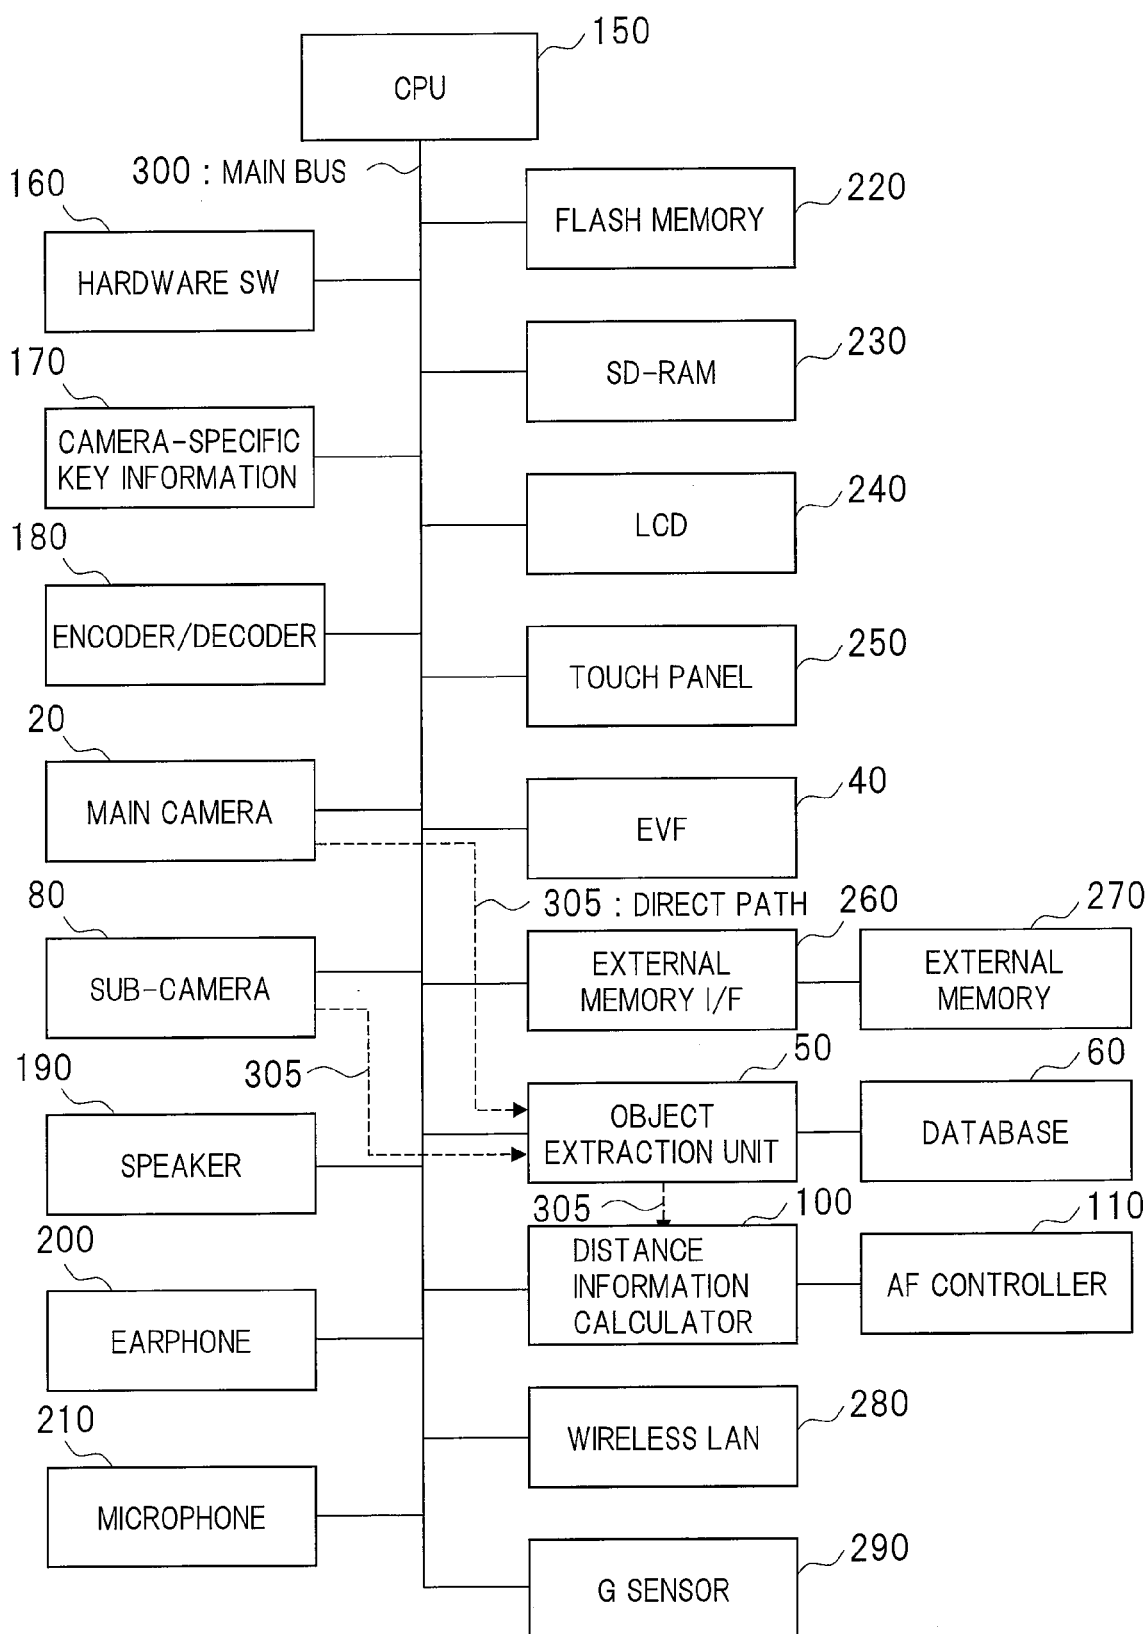 150
CPU
300 : MAIN BUS
160
HARDWARE SW
220
FLASH MEMORY
170
CAMERA-SPECIFIC
KEY INFORMATION
230
SD-RAM
180
ENCODER/DECODER
240
LCD
250
TOUCH PANEL
20
MAIN CAMERA
40
EVF
305 : DIRECT PATH
80
SUB-CAMERA
260
EXTERNAL
MEMORY I/F
270
EXTERNAL
MEMORY
305
190
SPEAKER
50
OBJECT
EXTRACTION UNIT
60
DATABASE
305
200
EARPHONE
100
DISTANCE
INFORMATION
CALCULATOR
110
AF CONTROLLER
210
MICROPHONE
280
WIRELESS LAN
290
G SENSOR